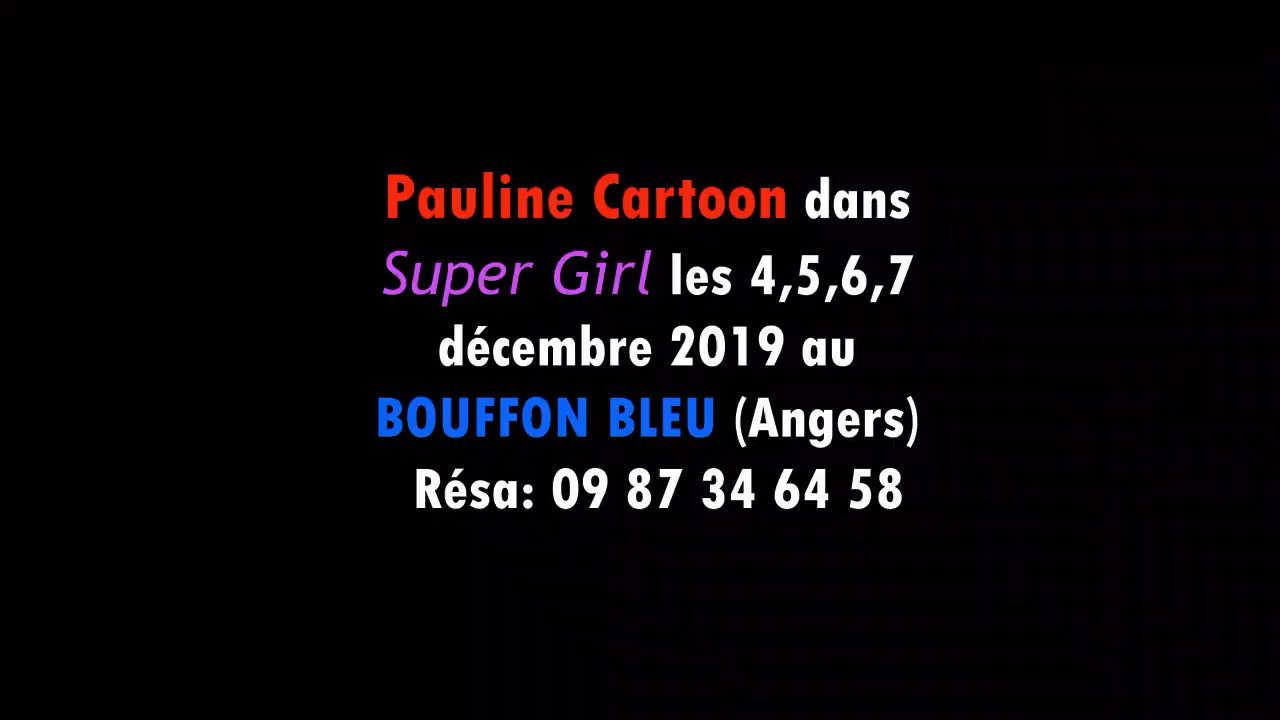 Pauline Cartoon dans
Super Girl les 4,5,6,7
décembre 2019 au
BOUFFON BLEU (Angers)
Résa: 09 87 34 64 58